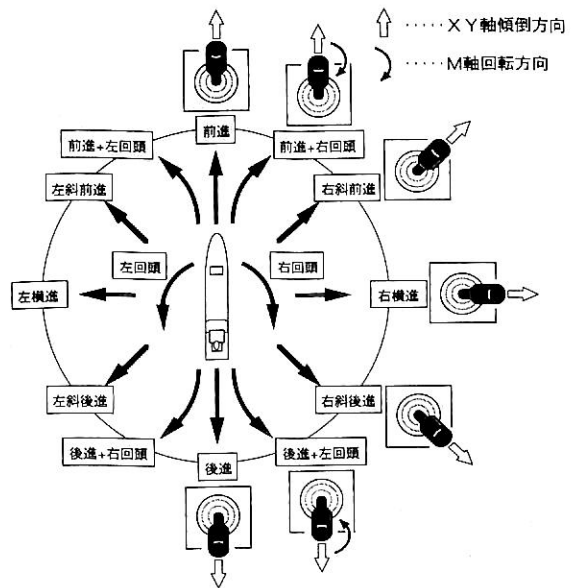 ‥‥‥XY軸傾倒方向
‥‥‥M軸回転方向
前進
前進+左回頭
前進+右回頭
左斜前進
右斜前進
左回頭
右回頭
左横進
右横進
左斜後進
右斜後進
後進+右回頭
後進+左回頭
後進